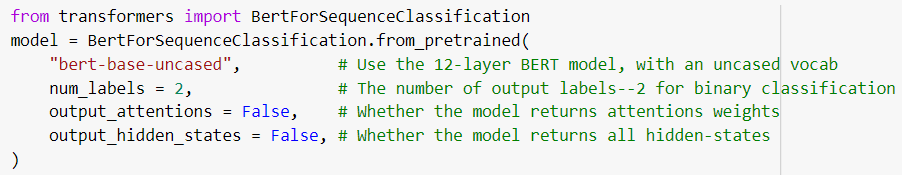 from transformers import BertForSequenceClassification
model = BertForSequenceClassification.from_pretrained(
    "bert-base-uncased",          # Use the 12-layer BERT model, with an uncased vocab
    num_labels = 2,               # The number of output labels--2 for binary classification
    output_attentions = False,    # Whether the model returns attentions weights
    output_hidden_states = False, # Whether the model returns all hidden-states
)